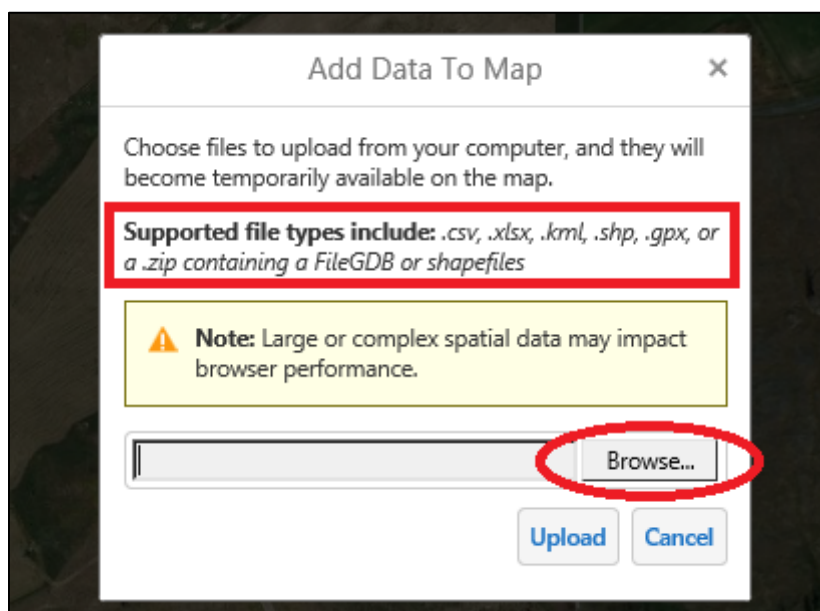 Add Data To Map ×
Choose files to upload from your computer, and they will
become temporarily available on the map.
Supported file types include: .csv, .xlsx, .kml, .shp, .gpx, or
a .zip containing a FileGDB or shapefiles
Note: Large or complex spatial data may impact
browser performance.
Browse...
Upload Cancel